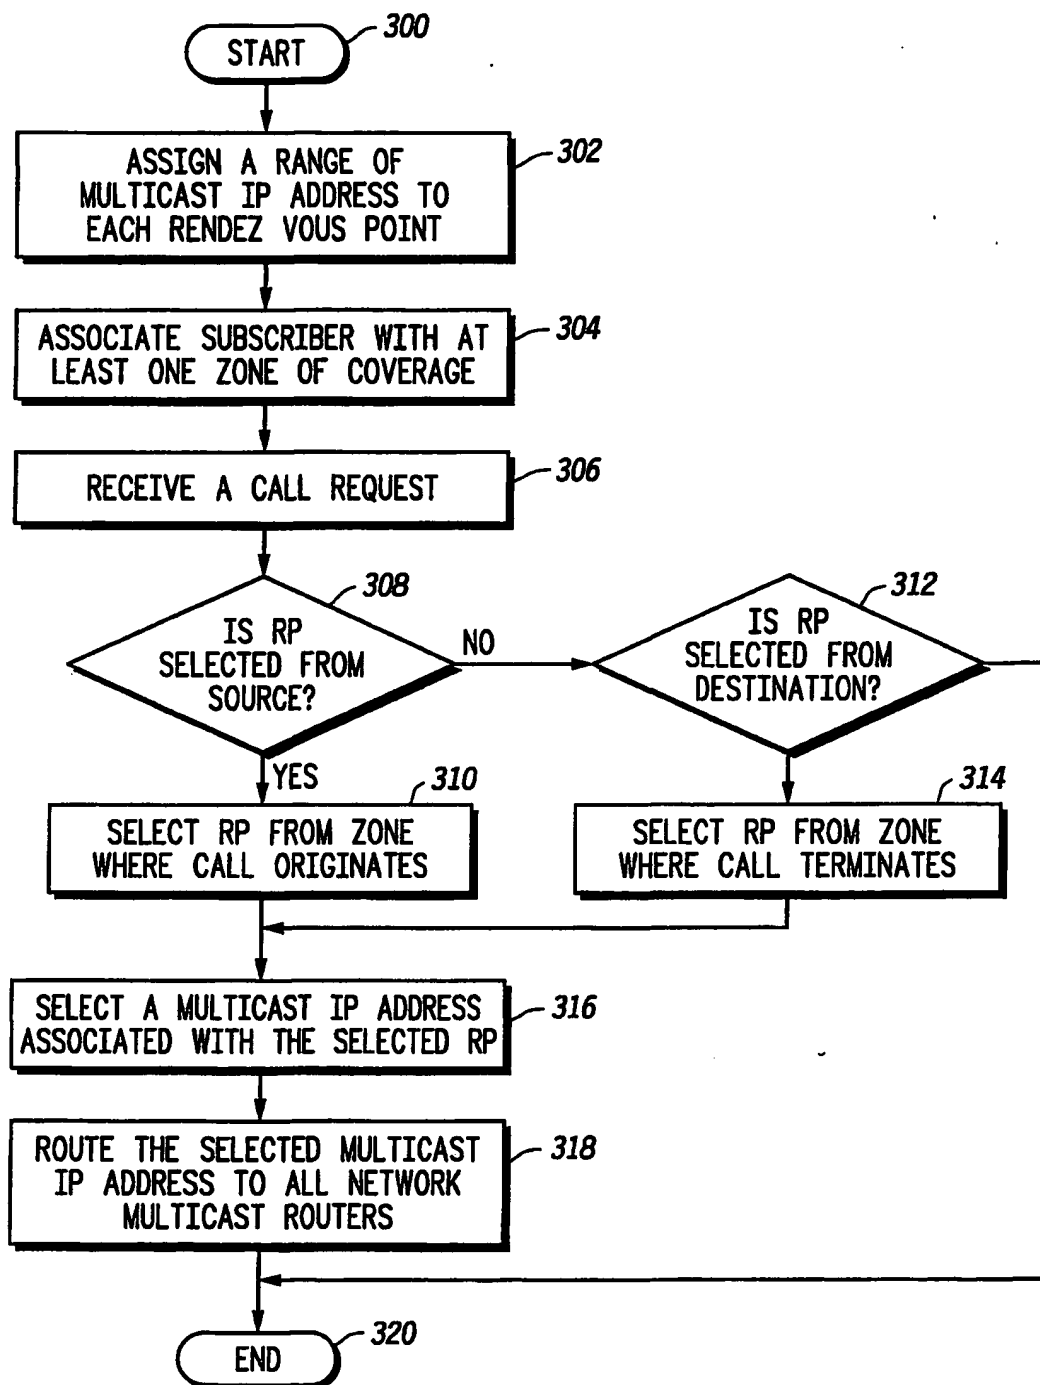 300
START
302
ASSIGN A RANGE OF
MULTICAST IP ADDRESS TO
EACH RENDEZ VOUS POINT
304
ASSOCIATE SUBSCRIBER WITH AT
LEAST ONE ZONE OF COVERAGE
306
RECEIVE A CALL REQUEST
308
IS RP
SELECTED FROM
SOURCE?
NO
312
IS RP
SELECTED FROM
DESTINATION?
YES
310
SELECT RP FROM ZONE
WHERE CALL ORIGINATES
314
SELECT RP FROM ZONE
WHERE CALL TERMINATES
SELECT A MULTICAST IP ADDRESS
ASSOCIATED WITH THE SELECTED RP
316
ROUTE THE SELECTED MULTICAST
IP ADDRESS TO ALL NETWORK
MULTICAST ROUTERS
318
320
END